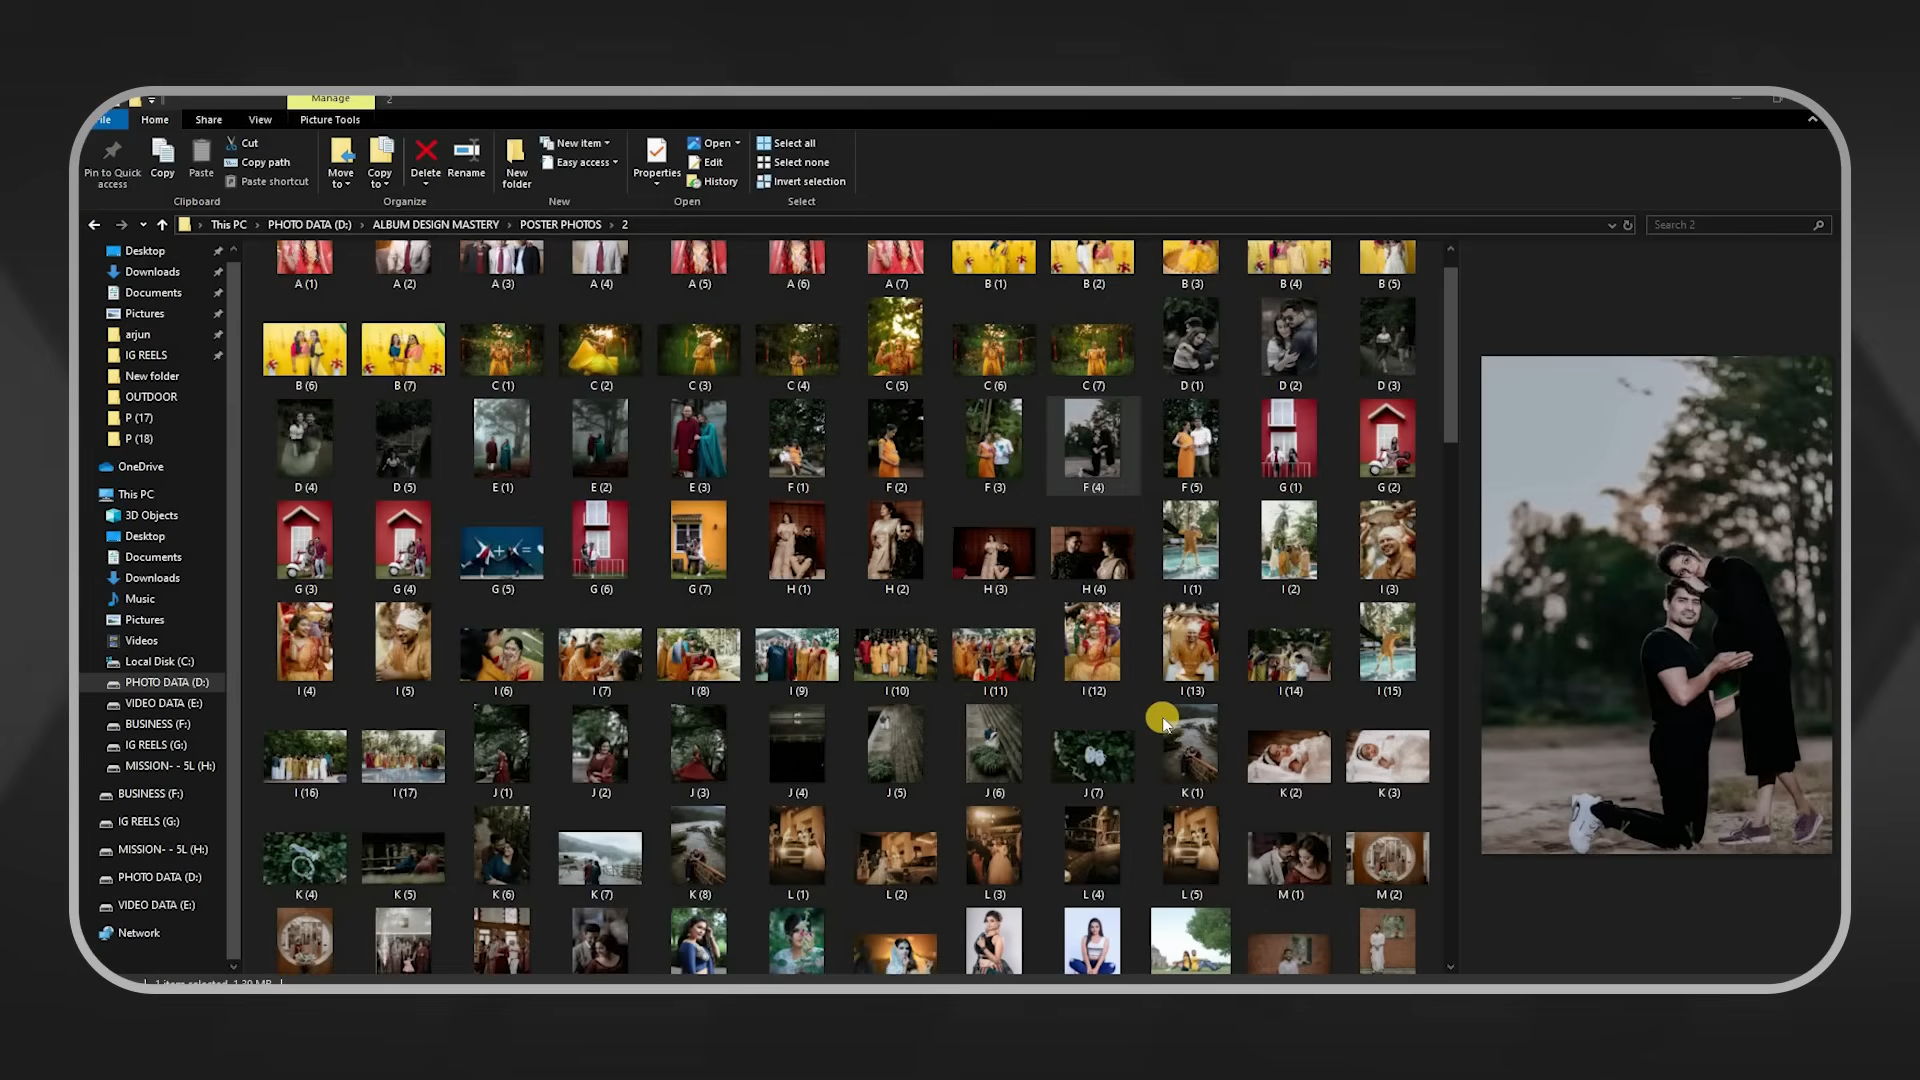 Manage
2
ile
Home
Share
View
Picture Tools
Pin to Quick access
Copy
Paste
Cut
Copy path
Paste shortcut
Clipboard
Move to
Copy to
Delete
Rename
Organize
New folder
New item
Easy access
New
Properties
Open
Edit
History
Open
Select all
Select none
Invert selection
Select
This PC > PHOTO DATA (D:) > ALBUM DESIGN MASTERY > POSTER PHOTOS > 2
Search 2
Desktop
Downloads
Documents
Pictures
arjun
IG REELS
New folder
OUTDOOR
P (17)
P (18)
OneDrive
This PC
3D Objects
Desktop
Documents
Downloads
Music
Pictures
Videos
Local Disk (C:)
PHOTO DATA (D:)
VIDEO DATA (E:)
BUSINESS (F:)
IG REELS (G:)
MISSION- - 5L (H:)
BUSINESS (F:)
IG REELS (G:)
MISSION- - 5L (H:)
PHOTO DATA (D:)
VIDEO DATA (E:)
Network
A (1) A (2) A (3) A (4) A (5) A (6) A (7) B (1) B (2) B (3) B (4) B (5)
B (6) B (7) C (1) C (2) C (3) C (4) C (5) C (6) C (7) D (1) D (2) D (3)
D (4) D (5) E (1) E (2) E (3) F (1) F (2) F (3) F (4) F (5) G (1) G (2)
G (3) G (4) G (5) G (6) G (7) H (1) H (2) H (3) H (4) I (1) I (2) I (3)
I (4) I (5) I (6) I (7) I (8) I (9) I (10) I (11) I (12) I (13) I (14) I (15)
I (16) I (17) J (1) J (2) J (3) J (4) J (5) J (6) J (7) K (1) K (2) K (3)
K (4) K (5) K (6) K (7) K (8) L (1) L (2) L (3) L (4) L (5) M (1) M (2)
1 item selected 1.39 MB